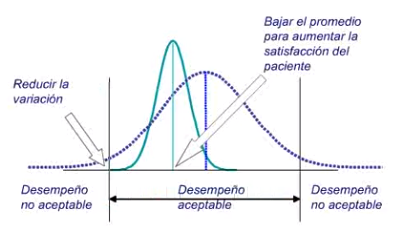 Bajar el promedio
para aumentar la
satisfacción del
paciente
Reducir la
variación
Desempeño
no aceptable
Desempeño
aceptable
Desempeño
no aceptable